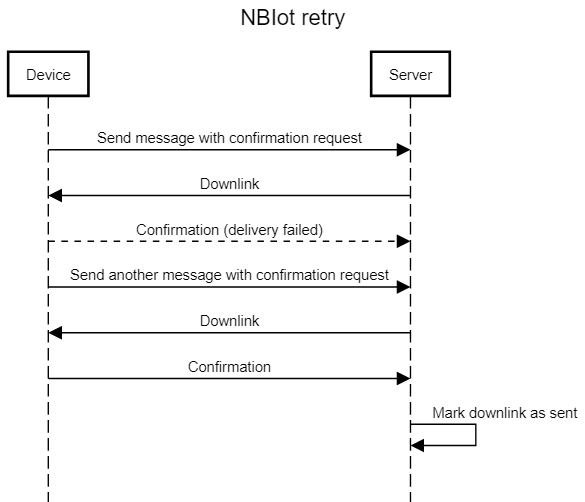 NBIot retry
Device
Server
Send message with confirmation request
Downlink
Confirmation (delivery failed)
Send another message with confirmation request
Downlink
Confirmation
Mark downlink as sent